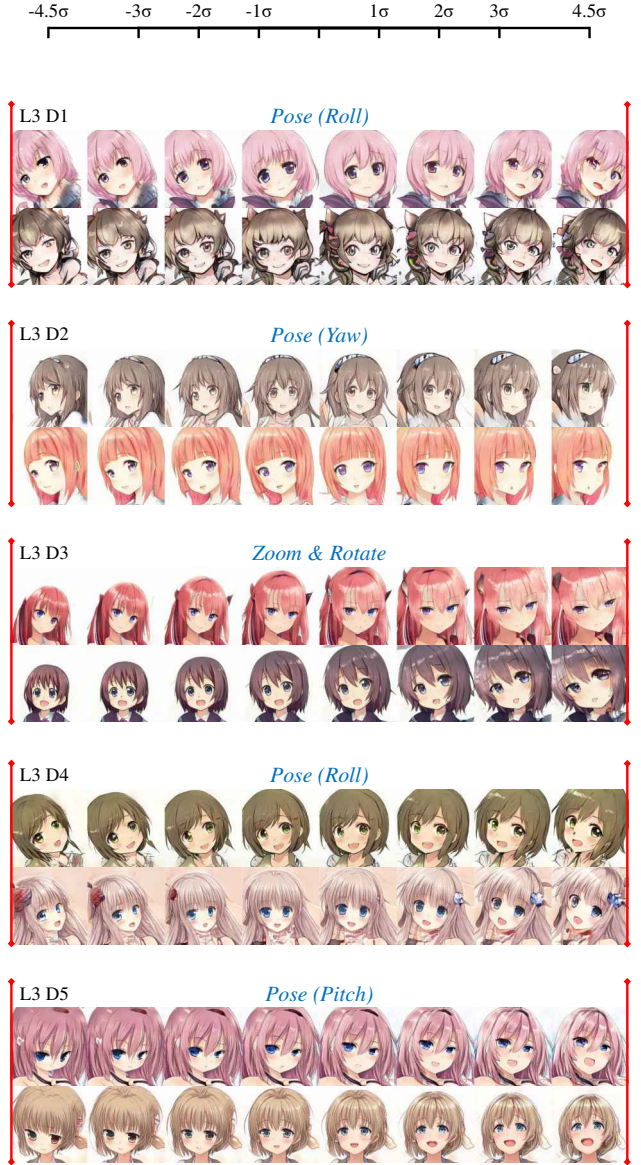 -4.5σ -3σ -2σ -1σ 1σ 2σ 3σ 4.5σ
L3 D1 Pose (Roll)
L3 D2 Pose (Yaw)
L3 D3 Zoom & Rotate
L3 D4 Pose (Roll)
L3 D5 Pose (Pitch)